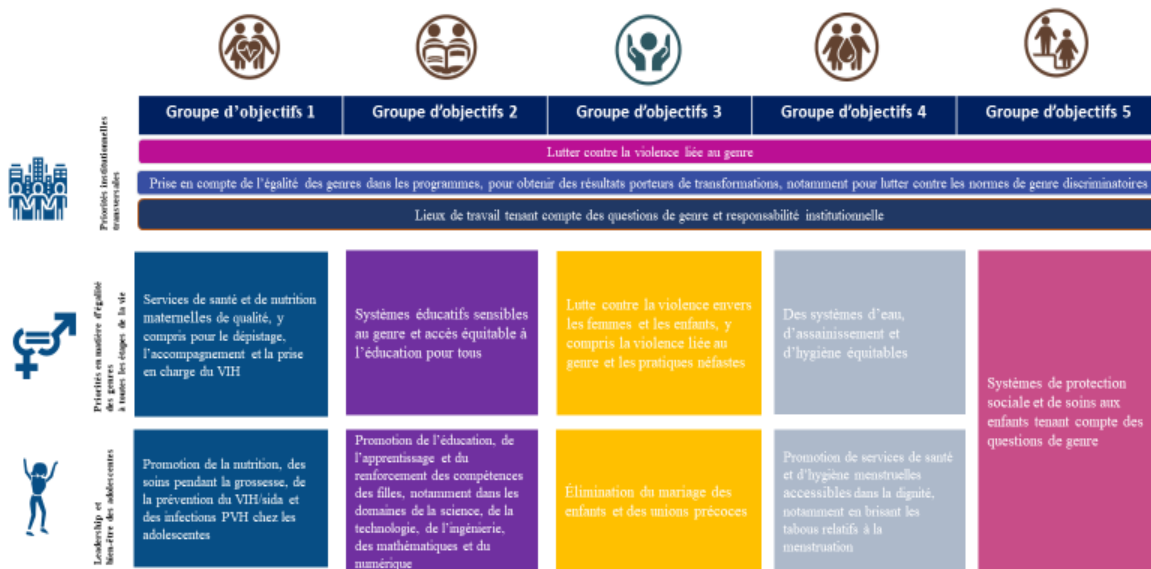 Groupe d'objectifs 1
Groupe d'objectifs 2
Groupe d'objectifs 3
Groupe d'objectifs 4
Groupe d'objectifs 5
Priorités institutionnelles
transversales
Lutter contre la violence liée au genre
Prise en compte de l'égalité des genres dans les programmes, pour obtenir des résultats porteurs de transformations, notamment pour lutter contre les normes de genre discriminatoires
Lieux de travail tenant compte des questions de genre et responsabilité institutionnelle
Priorités en matière d'égalité
des genres
à toutes les étapes de la vie
Services de santé et de nutrition
maternelles de qualité, y
compris pour le dépistage,
l'accompagnement et la prise
en charge du VIH
Systèmes éducatifs sensibles
au genre et accès équitable à
l'éducation pour tous
Lutte contre la violence envers
les femmes et les enfants, y
compris la violence liée au
genre et les pratiques néfastes
Des systèmes d'eau,
d'assainissement et
d'hygiène équitables
Systèmes de protection
sociale et de soins aux
enfants tenant compte des
questions de genre
Leadership et
bien-être des adolescentes
Promotion de la nutrition, des
soins pendant la grossesse, de
la prévention du VIH/sida et
des infections PVH chez les
adolescentes
Promotion de l'éducation, de
l'apprentissage et du
renforcement des compétences
des filles, notamment dans les
domaines de la science, de la
technologie, de l'ingénierie,
des mathématiques et du
numérique
Élimination du mariage des
enfants et des unions précoces
Promotion de services de santé
et d'hygiène menstruelles
accessibles dans la dignité,
notamment en brisant les
tabous relatifs à la
menstruation